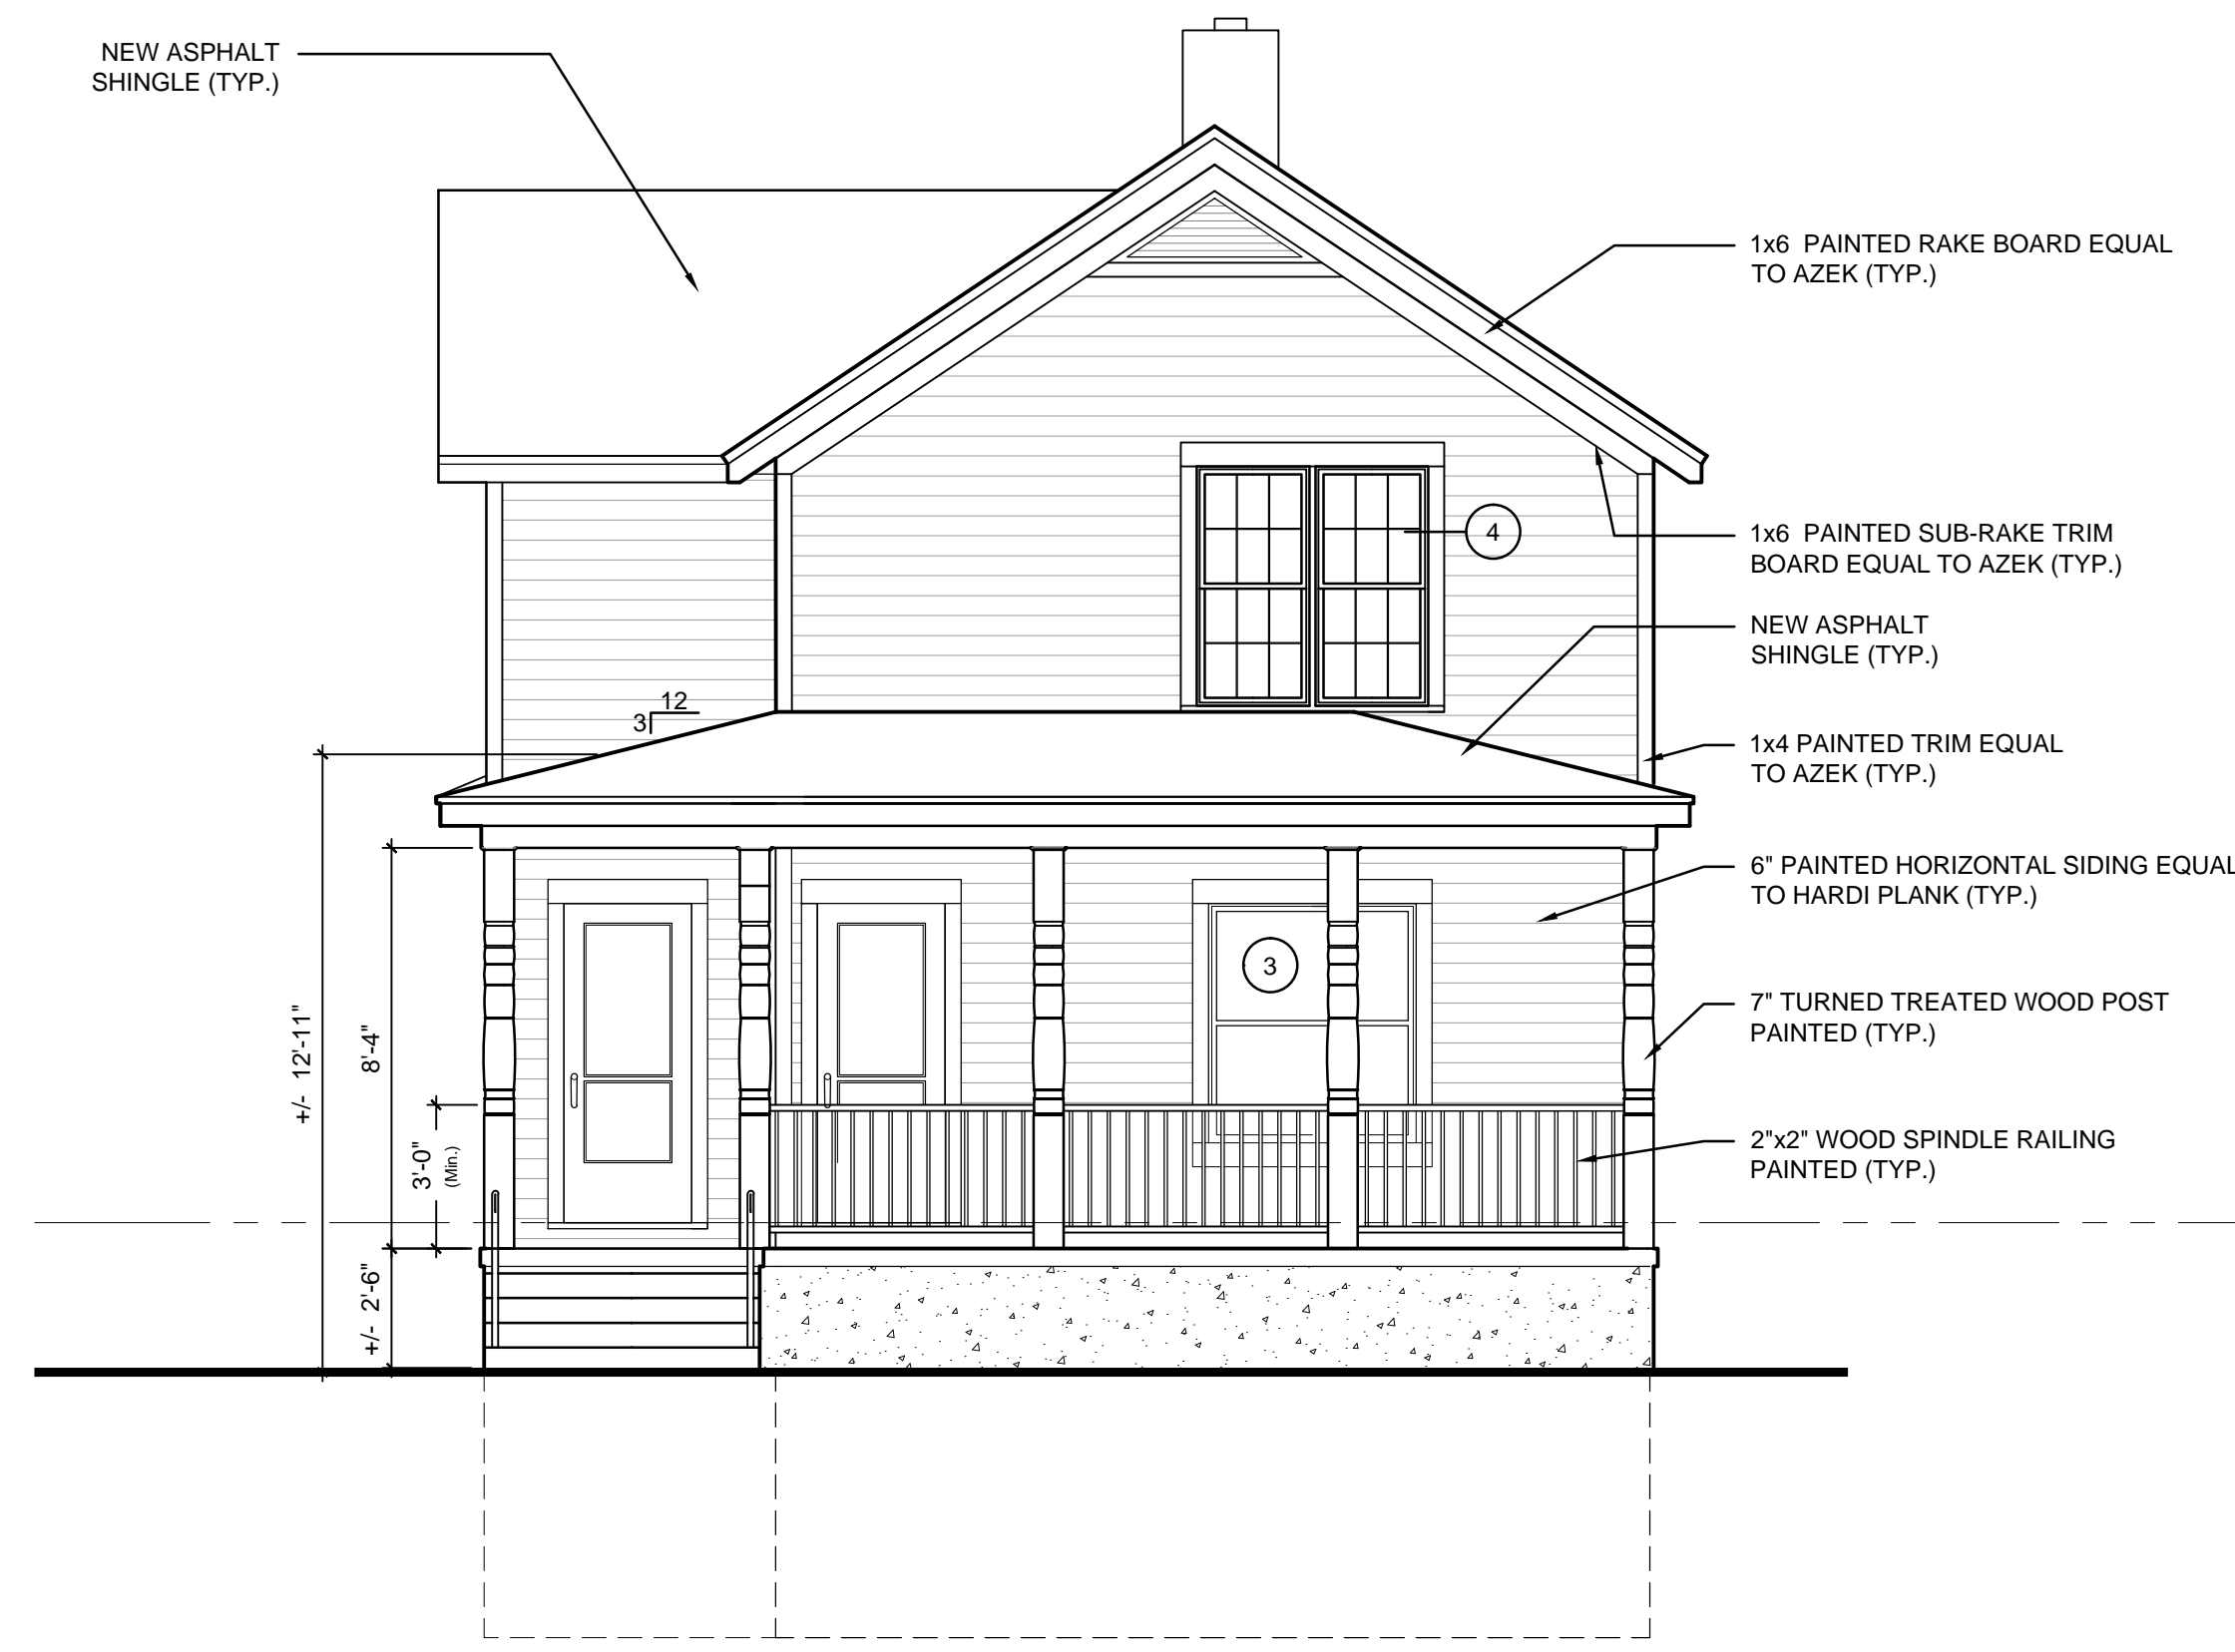 NEW ASPHALT
SHINGLE (TYP.)
1x6 PAINTED RAKE BOARD EQUAL
TO AZEK (TYP.)
4
1x6 PAINTED SUB-RAKE TRIM
BOARD EQUAL TO AZEK (TYP.)
NEW ASPHALT
SHINGLE (TYP.)
12
3
1x4 PAINTED TRIM EQUAL
TO AZEK (TYP.)
6" PAINTED HORIZONTAL SIDING EQUAL
TO HARDI PLANK (TYP.)
3
7" TURNED TREATED WOOD POST
PAINTED (TYP.)
+/- 12'-11"
8'-4"
3'-0"
(Min.)
2"x2" WOOD SPINDLE RAILING
PAINTED (TYP.)
+/- 2'-6"